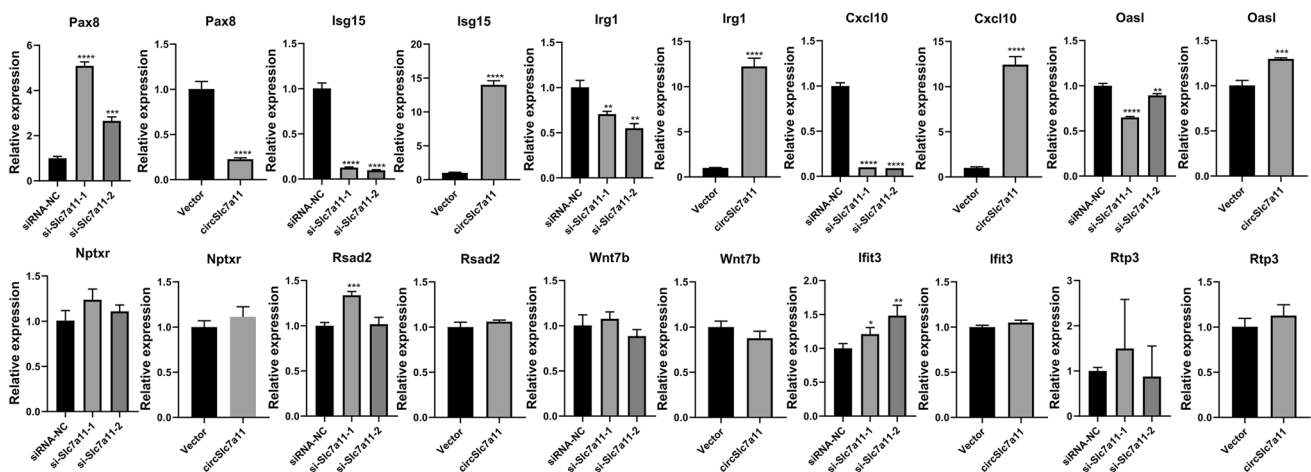 Pax8
Relative expression
6
4
2
0
****
***
siRNA-NC
si-Slc7a11-1
si-Slc7a11-2
Pax8
Relative expression
1.5
1.0
0.5
0.0
****
Vector
circSlc7a11
Isg15
Relative expression
1.5
1.0
0.5
0.0
****
****
siRNA-NC
si-Slc7a11-1
si-Slc7a11-2
Isg15
Relative expression
20
15
10
5
0
****
Vector
circSlc7a11
Irg1
Relative expression
1.5
1.0
0.5
0.0
**
**
siRNA-NC
si-Slc7a11-1
si-Slc7a11-2
Irg1
Relative expression
15
10
5
0
****
Vector
circSlc7a11
Cxcl10
Relative expression
1.5
1.0
0.5
0.0
****
****
siRNA-NC
si-Slc7a11-1
si-Slc7a11-2
Cxcl10
Relative expression
15
10
5
0
****
Vector
circSlc7a11
Oasl
Relative expression
1.5
1.0
0.5
0.0
****
**
siRNA-NC
si-Slc7a11-1
si-Slc7a11-2
Oasl
Relative expression
1.5
1.0
0.5
0.0
***
Vector
circSlc7a11
Nptxr
Relative expression
1.5
1.0
0.5
0.0
siRNA-NC
si-Slc7a11-1
si-Slc7a11-2
Nptxr
Relative expression
1.5
1.0
0.5
0.0
Vector
circSlc7a11
Rsad2
Relative expression
1.5
1.0
0.5
0.0
***
siRNA-NC
si-Slc7a11-1
si-Slc7a11-2
Rsad2
Relative expression
1.5
1.0
0.5
0.0
Vector
circSlc7a11
Wnt7b
Relative expression
1.5
1.0
0.5
0.0
siRNA-NC
si-Slc7a11-1
si-Slc7a11-2
Wnt7b
Relative expression
1.5
1.0
0.5
0.0
Vector
circSlc7a11
Ifit3
Relative expression
2.0
1.5
1.0
0.5
0.0
*
**
siRNA-NC
si-Slc7a11-1
si-Slc7a11-2
Ifit3
Relative expression
1.5
1.0
0.5
0.0
Vector
circSlc7a11
Rtp3
Relative expression
3
2
1
0
siRNA-NC
si-Slc7a11-1
si-Slc7a11-2
Rtp3
Relative expression
1.5
1.0
0.5
0.0
Vector
circSlc7a11